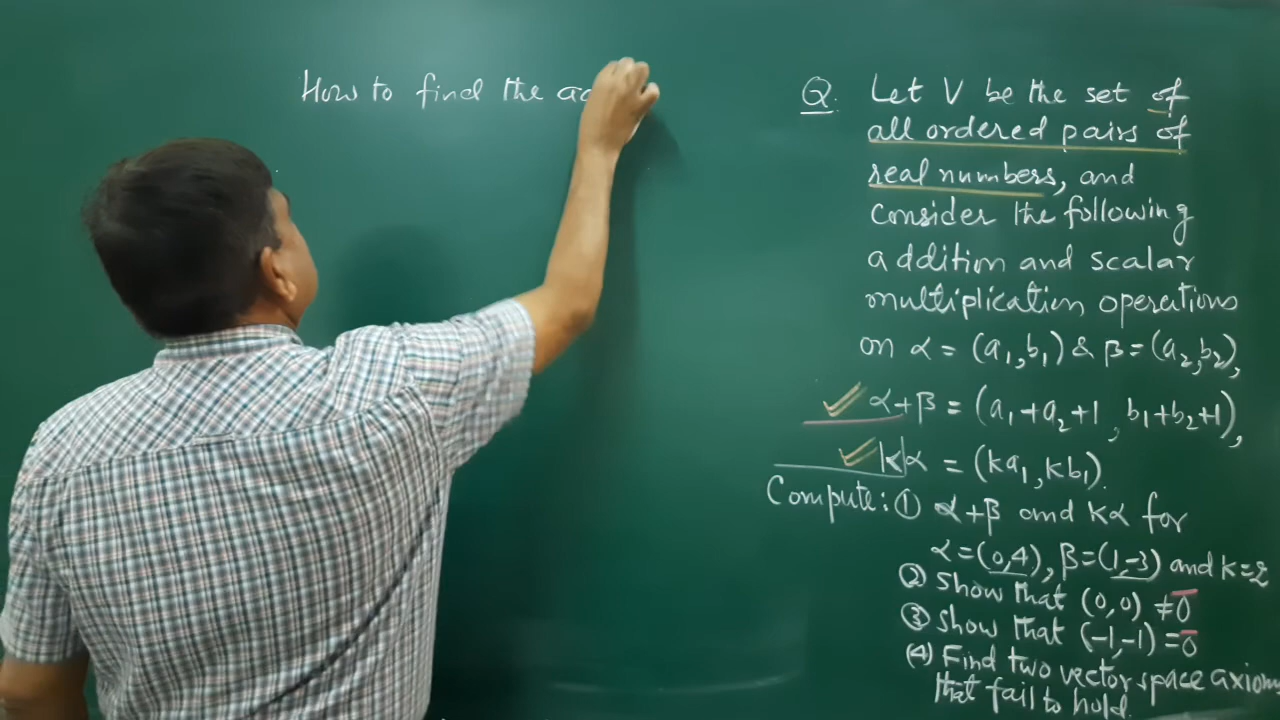 How to find the
Q. Let V be the set of
all ordered pairs of
real numbers, and
consider the following
addition and scalar
multiplication operations
on α = (a₁,b₁) & β = (a₂,b₂),
✓ α+β = (a₁+a₂+1, b₁+b₂+1),
✓ kα = (ka₁, kb₁).
Compute: ① α+β and kα for
α=(0,4), β=(1,-3) and k=2
② Show that (0,0) ≠ 0̄
③ Show that (-1,-1) = 0̄
(4) Find two vector space axiom
that fail to hold.